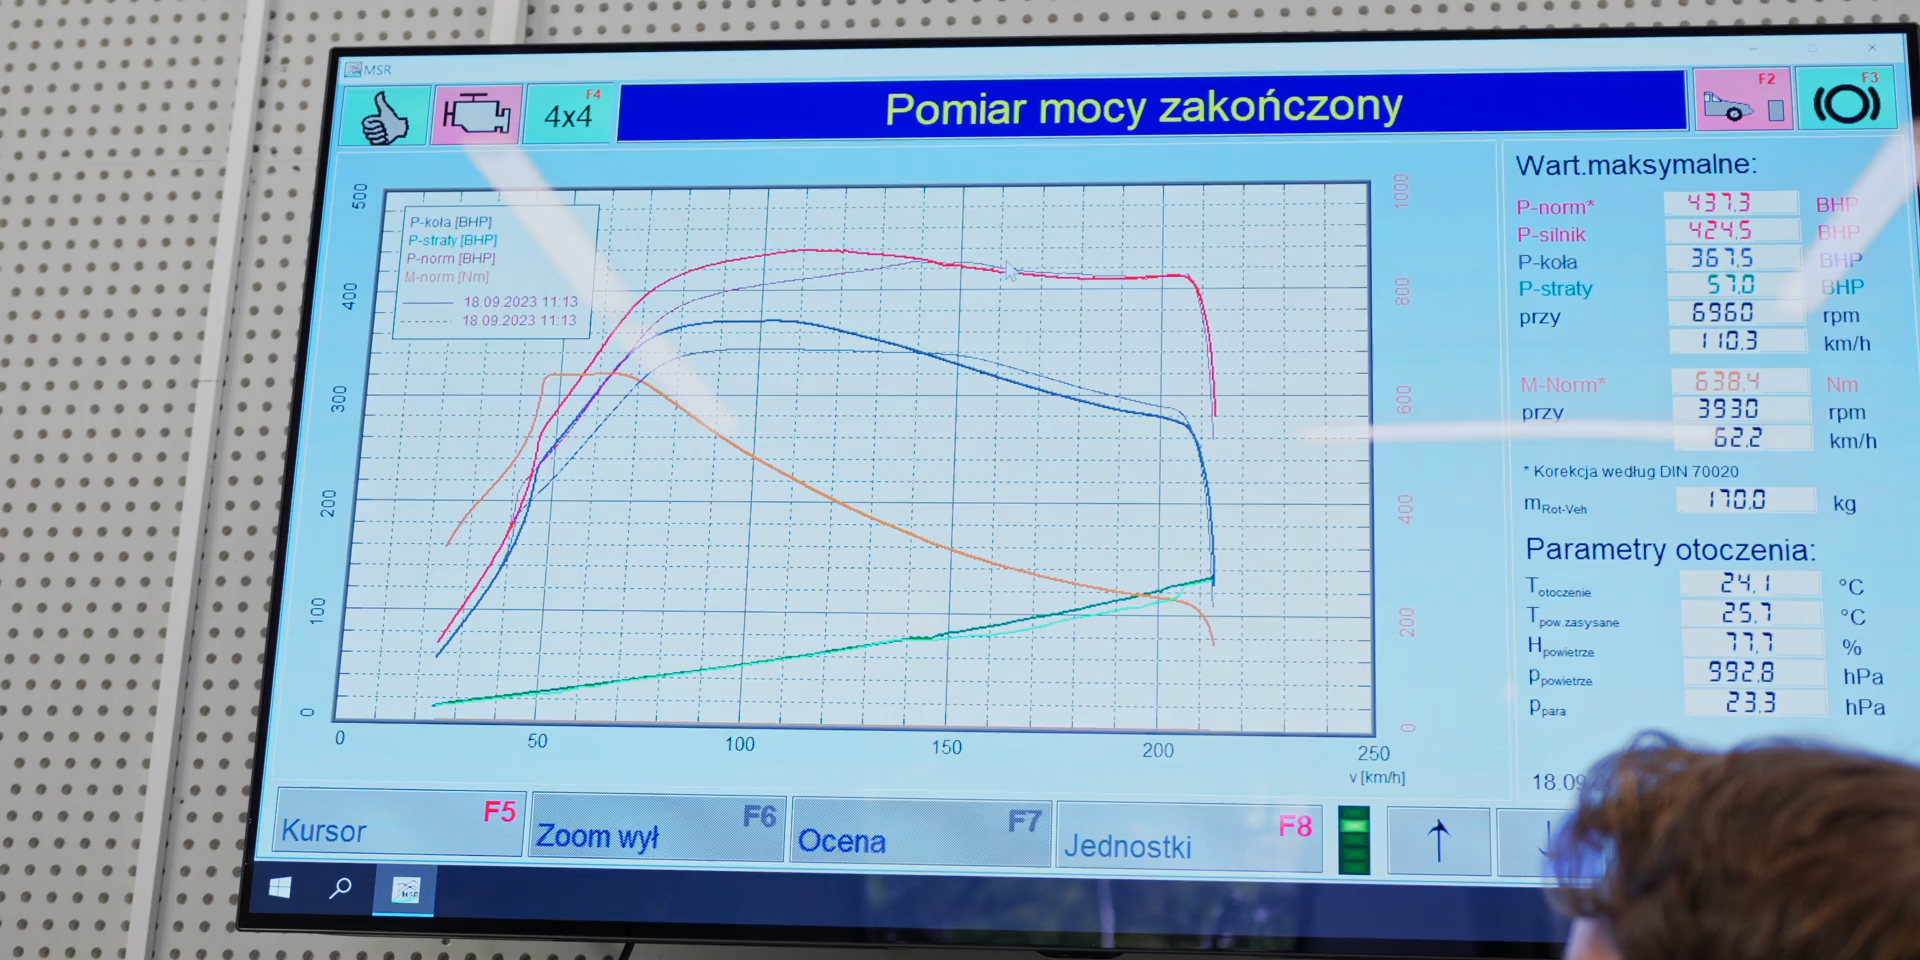 MSR
F4
4x4
Pomiar mocy zakończony
F2
F3
500
400
300
200
100
0
P-koła [BHP]
P-straty [BHP]
P-norm [BHP]
M-norm [Nm]
18.09.2023 11:13
18.09.2023 11:13
1000
800
600
400
200
0
0 50 100 150 200 250
v [km/h]
Wart.maksymalne:
P-norm* 437,3 BHP
P-silnik 424,5 BHP
P-koła 367,5 BHP
P-straty 57,0 BHP
przy 6960 rpm
110,3 km/h
M-Norm* 638,4 Nm
przy 3930 rpm
62,2 km/h
* Korekcja według DIN 70020
mRot-Veh 170,0 kg
Parametry otoczenia:
Totoczenie 24,1 °C
Tpow.zasysane 25,7 °C
Hpowietrze 77,7 %
ppowietrze 992,8 hPa
ppara 23,3 hPa
18.09
Kursor F5
Zoom wył F6
Ocena F7
Jednostki F8
MSR